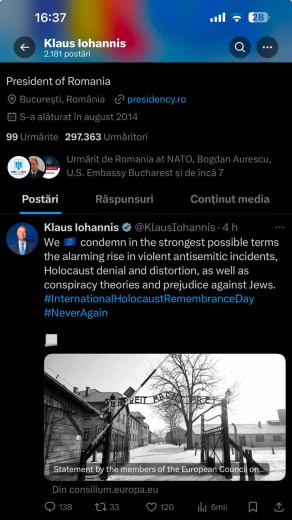 16:37
28
Klaus Iohannis
2.181 postări
President of Romania
București, România presidency.ro
S-a alăturat în august 2014
99 Urmărite 297.363 Urmăritori
Urmărit de Romania at NATO, Bogdan Aurescu,
U.S. Embassy Bucharest și de încă 7
Postări Răspunsuri Conținut media
Klaus Iohannis @KlausIohannis · 4 h
We 🇪🇺 condemn in the strongest possible terms
the alarming rise in violent antisemitic incidents,
Holocaust denial and distortion, as well as
conspiracy theories and prejudice against Jews.
#InternationalHolocaustRemembranceDay
#NeverAgain
ARBEIT MACHT FREI
Statement by the members of the European Council on...
Din consilium.europa.eu
138 33 120 6mii